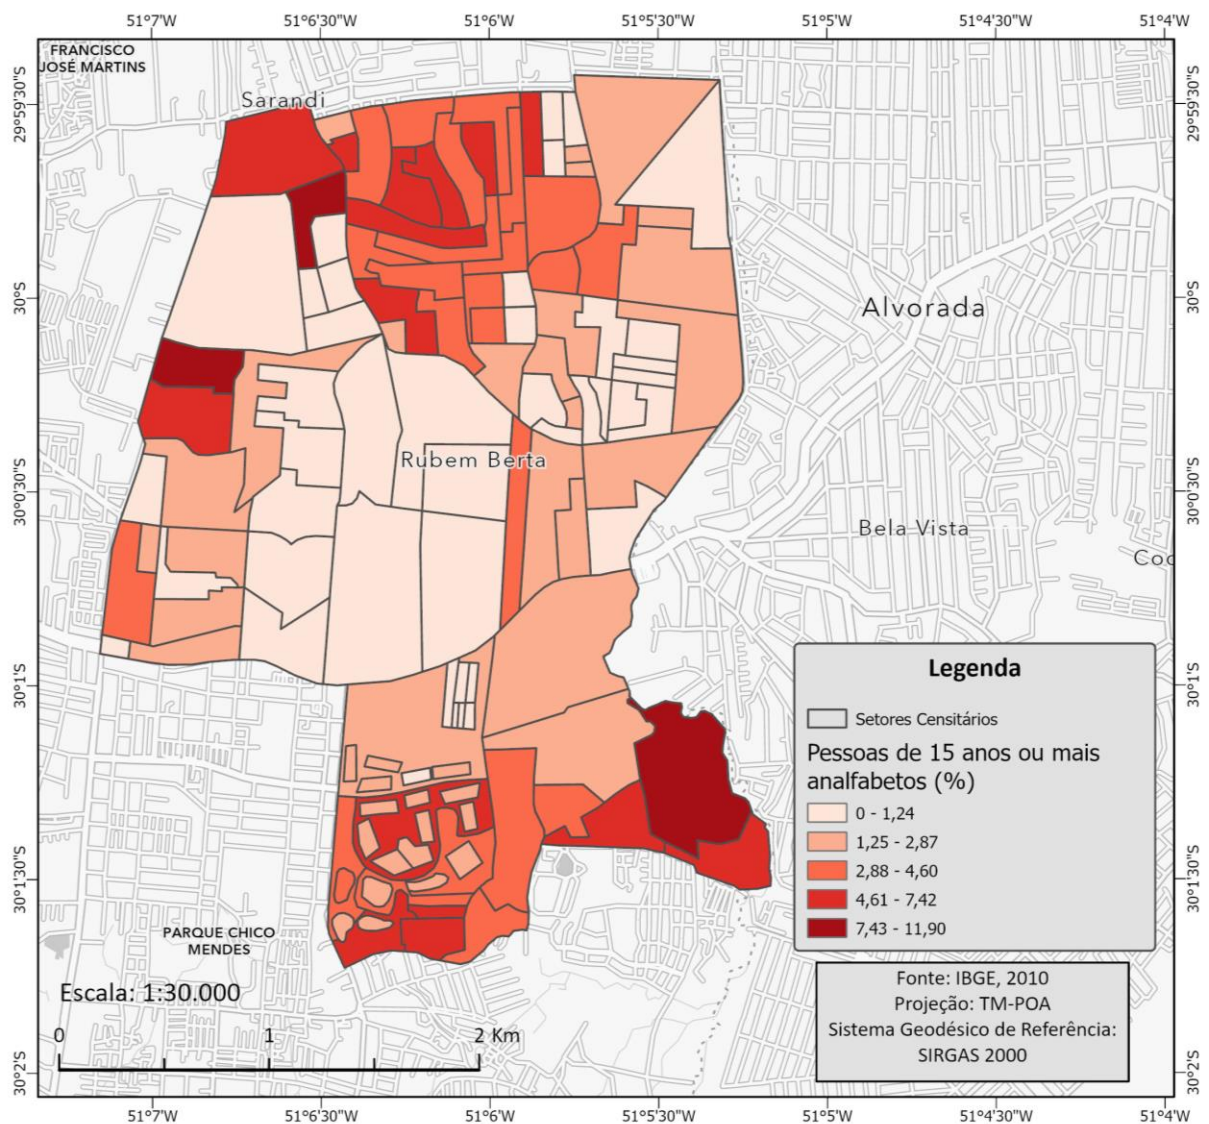 51°7'W 51°6'30"W 51°6'W 51°5'30"W 51°5'W 51°4'30"W 51°4'W
FRANCISCO
JOSÉ MARTINS
Sarandi
29°59'30"S
29°59'30"S
30°S
30°S
Alvorada
Rubem Berta
30°0'30"S
30°0'30"S
Bela Vista
Coc
30°1'S
30°1'S
Legenda
Setores Censitários
Pessoas de 15 anos ou mais
analfabetos (%)
0 - 1,24
1,25 - 2,87
2,88 - 4,60
4,61 - 7,42
7,43 - 11,90
30°1'30"S
30°1'30"S
PARQUE CHICO
MENDES
Escala: 1:30.000
0 1 2 Km
Fonte: IBGE, 2010
Projeção: TM-POA
Sistema Geodésico de Referência:
SIRGAS 2000
30°2'S
30°2'S
51°7'W 51°6'30"W 51°6'W 51°5'30"W 51°5'W 51°4'30"W 51°4'W